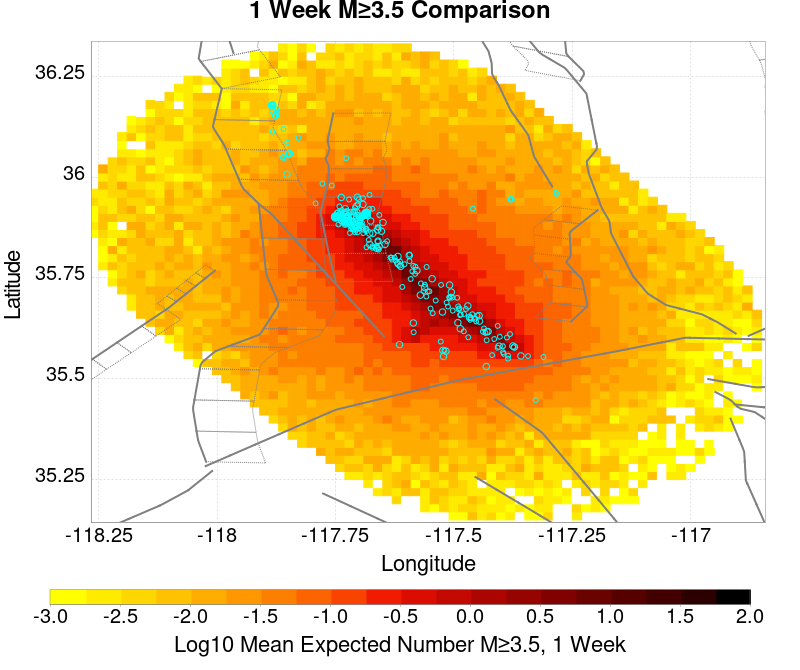 1 Week M≥3.5 Comparison
36.25
36
35.75
35.5
35.25
Latitude
-118.25 -118 -117.75 -117.5 -117.25 -117
Longitude
-3.0 -2.5 -2.0 -1.5 -1.0 -0.5 0.0 0.5 1.0 1.5 2.0
Log10 Mean Expected Number M≥3.5, 1 Week